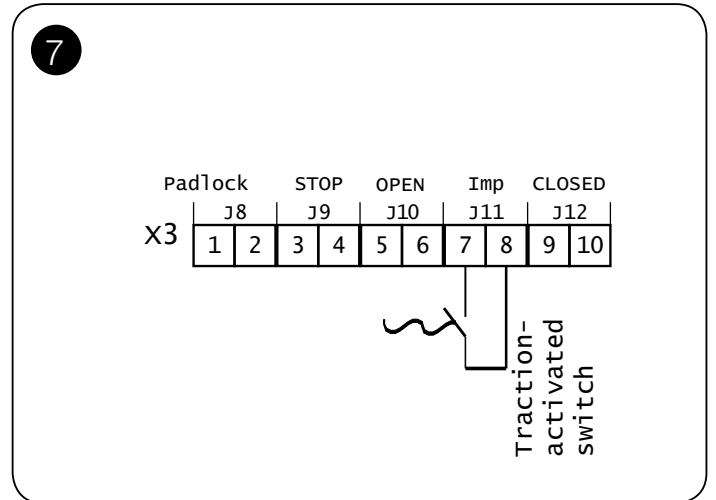 7
Padlock STOP OPEN Imp CLOSED
J8 J9 J10 J11 J12
X3 1 2 3 4 5 6 7 8 9 10
Traction-
activated
switch